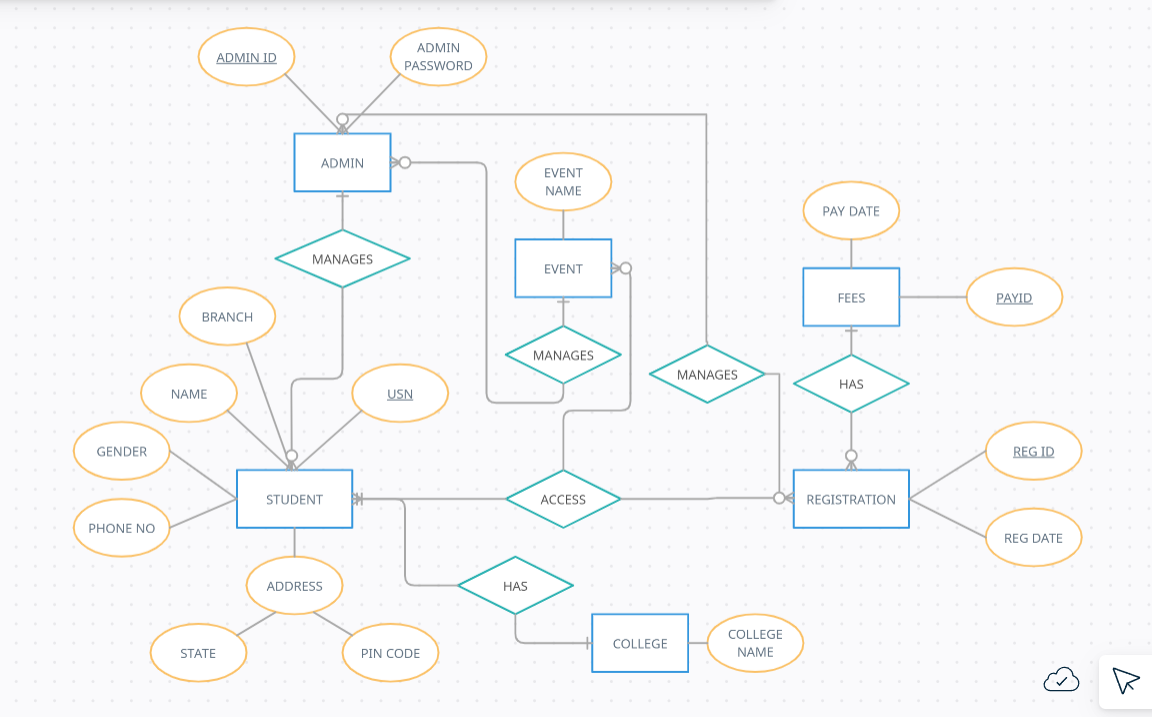 ADMIN ID
ADMIN
PASSWORD
ADMIN
EVENT
NAME
PAY DATE
MANAGES
EVENT
FEES
PAYID
BRANCH
MANAGES
MANAGES
HAS
NAME
USN
GENDER
REG ID
STUDENT
ACCESS
REGISTRATION
PHONE NO
REG DATE
ADDRESS
HAS
STATE
PIN CODE
COLLEGE
COLLEGE
NAME